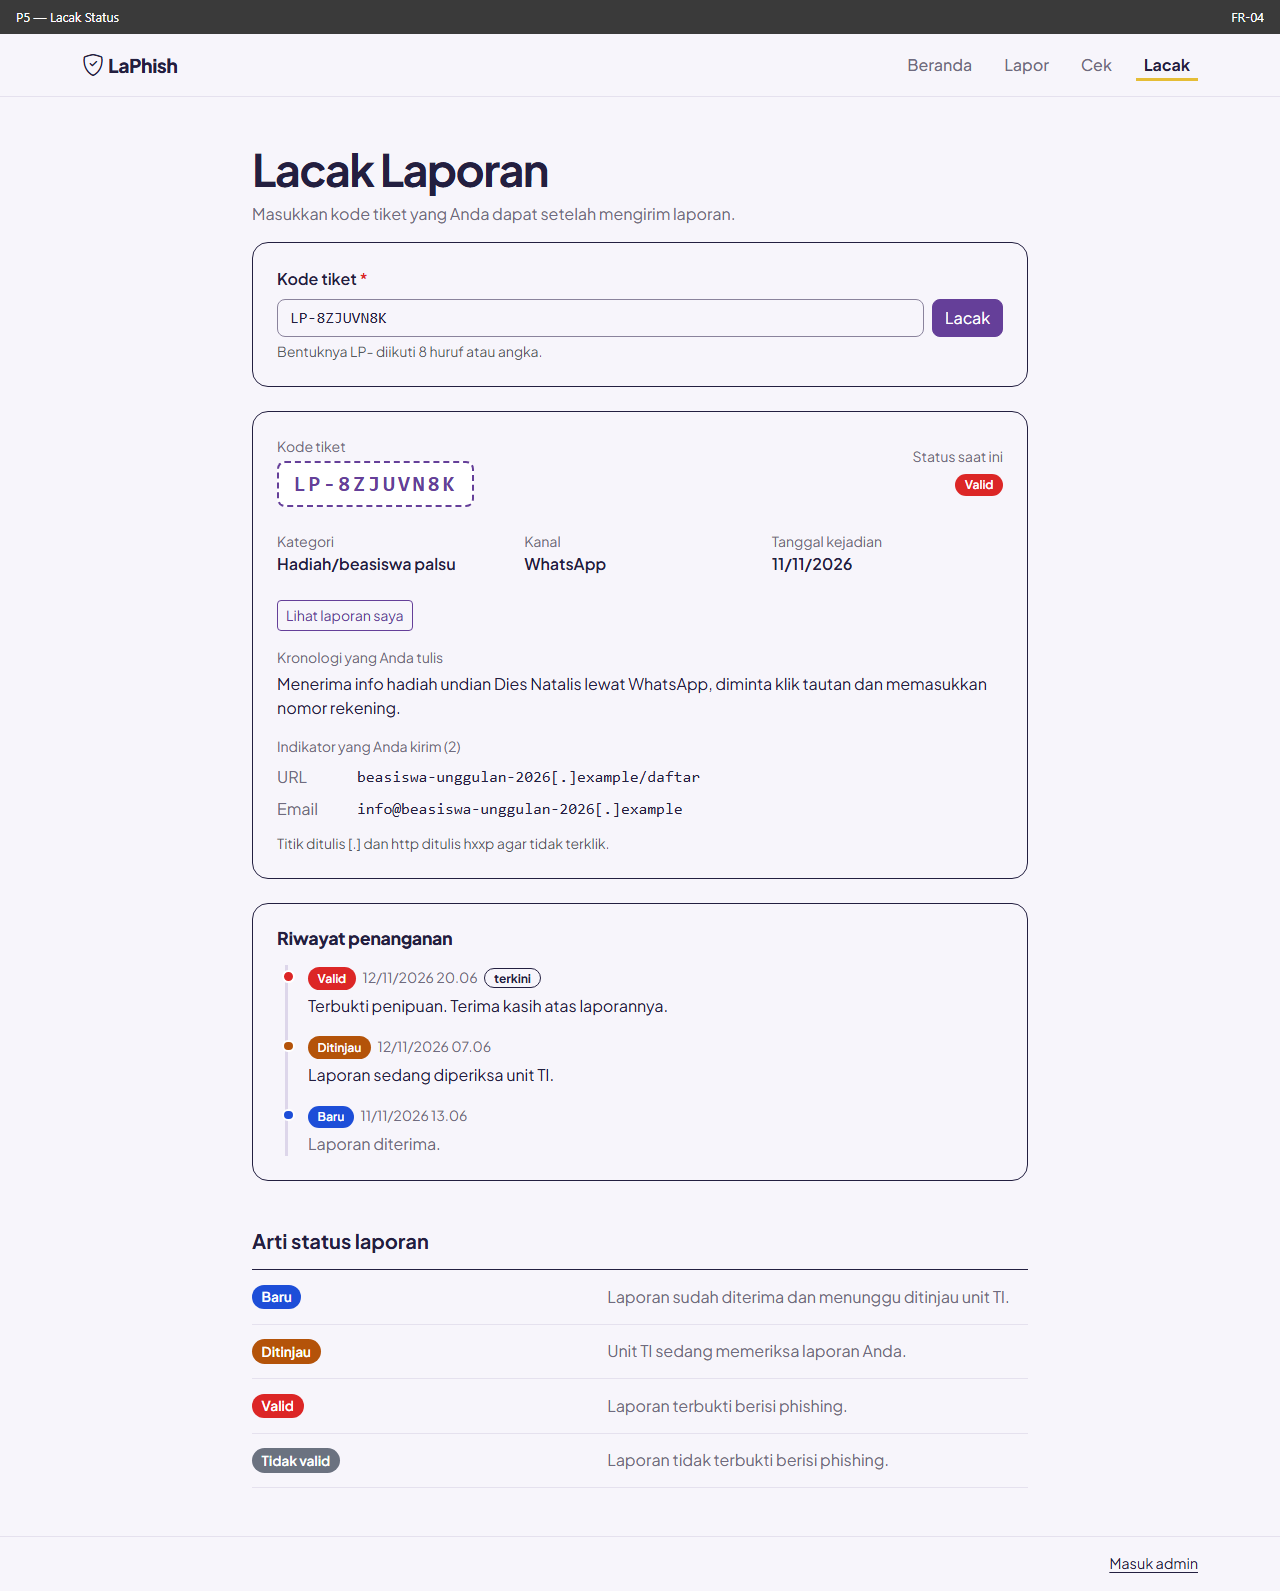 P5 — Lacak Status
FR-04
LaPhish
Beranda
Lapor
Cek
Lacak
Lacak Laporan
Masukkan kode tiket yang Anda dapat setelah mengirim laporan.
Kode tiket *
LP-8ZJUVN8K
Lacak
Bentuknya LP- diikuti 8 huruf atau angka.
Kode tiket
LP-8ZJUVN8K
Status saat ini
Valid
Kategori
Hadiah/beasiswa palsu
Kanal
WhatsApp
Tanggal kejadian
11/11/2026
Lihat laporan saya
Kronologi yang Anda tulis
Menerima info hadiah undian Dies Natalis lewat WhatsApp, diminta klik tautan dan memasukkan
nomor rekening.
Indikator yang Anda kirim (2)
URL beasiswa-unggulan-2026[.]example/daftar
Email info@beasiswa-unggulan-2026[.]example
Titik ditulis [.] dan http ditulis hxxp agar tidak terklik.
Riwayat penanganan
Valid 12/11/2026 20.06 terkini
Terbukti penipuan. Terima kasih atas laporannya.
Ditinjau 12/11/2026 07.06
Laporan sedang diperiksa unit TI.
Baru 11/11/2026 13.06
Laporan diterima.
Arti status laporan
Baru Laporan sudah diterima dan menunggu ditinjau unit TI.
Ditinjau Unit TI sedang memeriksa laporan Anda.
Valid Laporan terbukti berisi phishing.
Tidak valid Laporan tidak terbukti berisi phishing.
Masuk admin